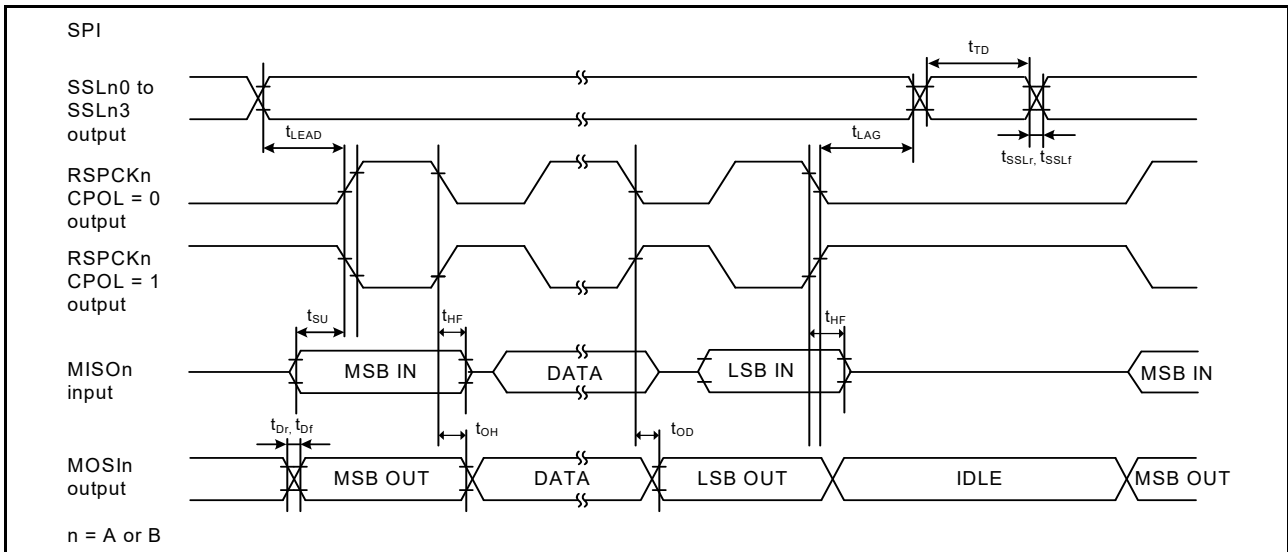 SPI
SSLn0 to
SSLn3
output
tTD
tLEAD
tLAG
tSSLr, tSSLf
RSPCKn
CPOL = 0
output
RSPCKn
CPOL = 1
output
tSU
tHF
tHF
MISOn
input
MSB IN
DATA
LSB IN
MSB IN
tDr, tDf
tOH
tOD
MOSIn
output
MSB OUT
DATA
LSB OUT
IDLE
MSB OUT
n = A or B